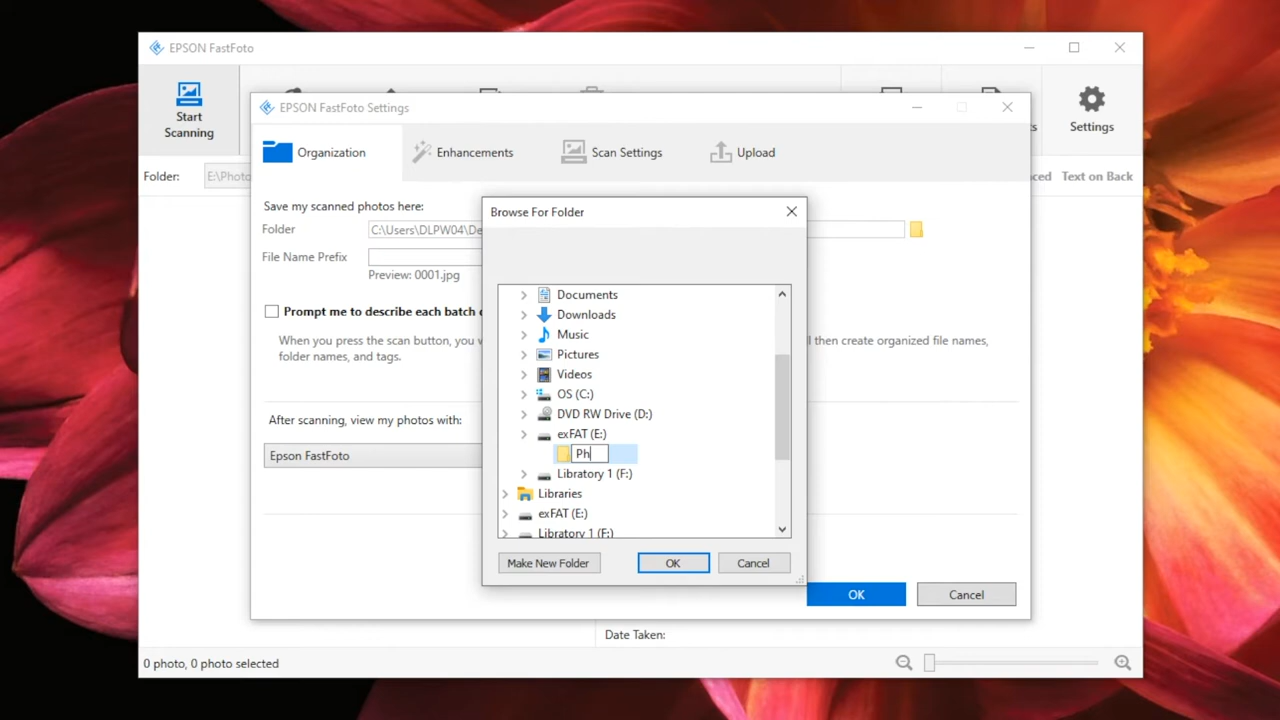 EPSON FastFoto
Start
Scanning
Settings
Folder:
E:\Photo
Text on Back
EPSON FastFoto Settings
Organization
Enhancements
Scan Settings
Upload
Save my scanned photos here:
Folder
C:\Users\DLPW04\De
File Name Prefix
Preview: 0001.jpg
Prompt me to describe each batch
When you press the scan button, you
l then create organized file names,
folder names, and tags.
After scanning, view my photos with:
Epson FastFoto
Browse For Folder
Documents
Downloads
Music
Pictures
Videos
OS (C:)
DVD RW Drive (D:)
exFAT (E:)
Ph
Libratory 1 (F:)
Libraries
exFAT (E:)
Libratory 1 (F:)
Make New Folder
OK
Cancel
OK
Cancel
Date Taken:
0 photo, 0 photo selected